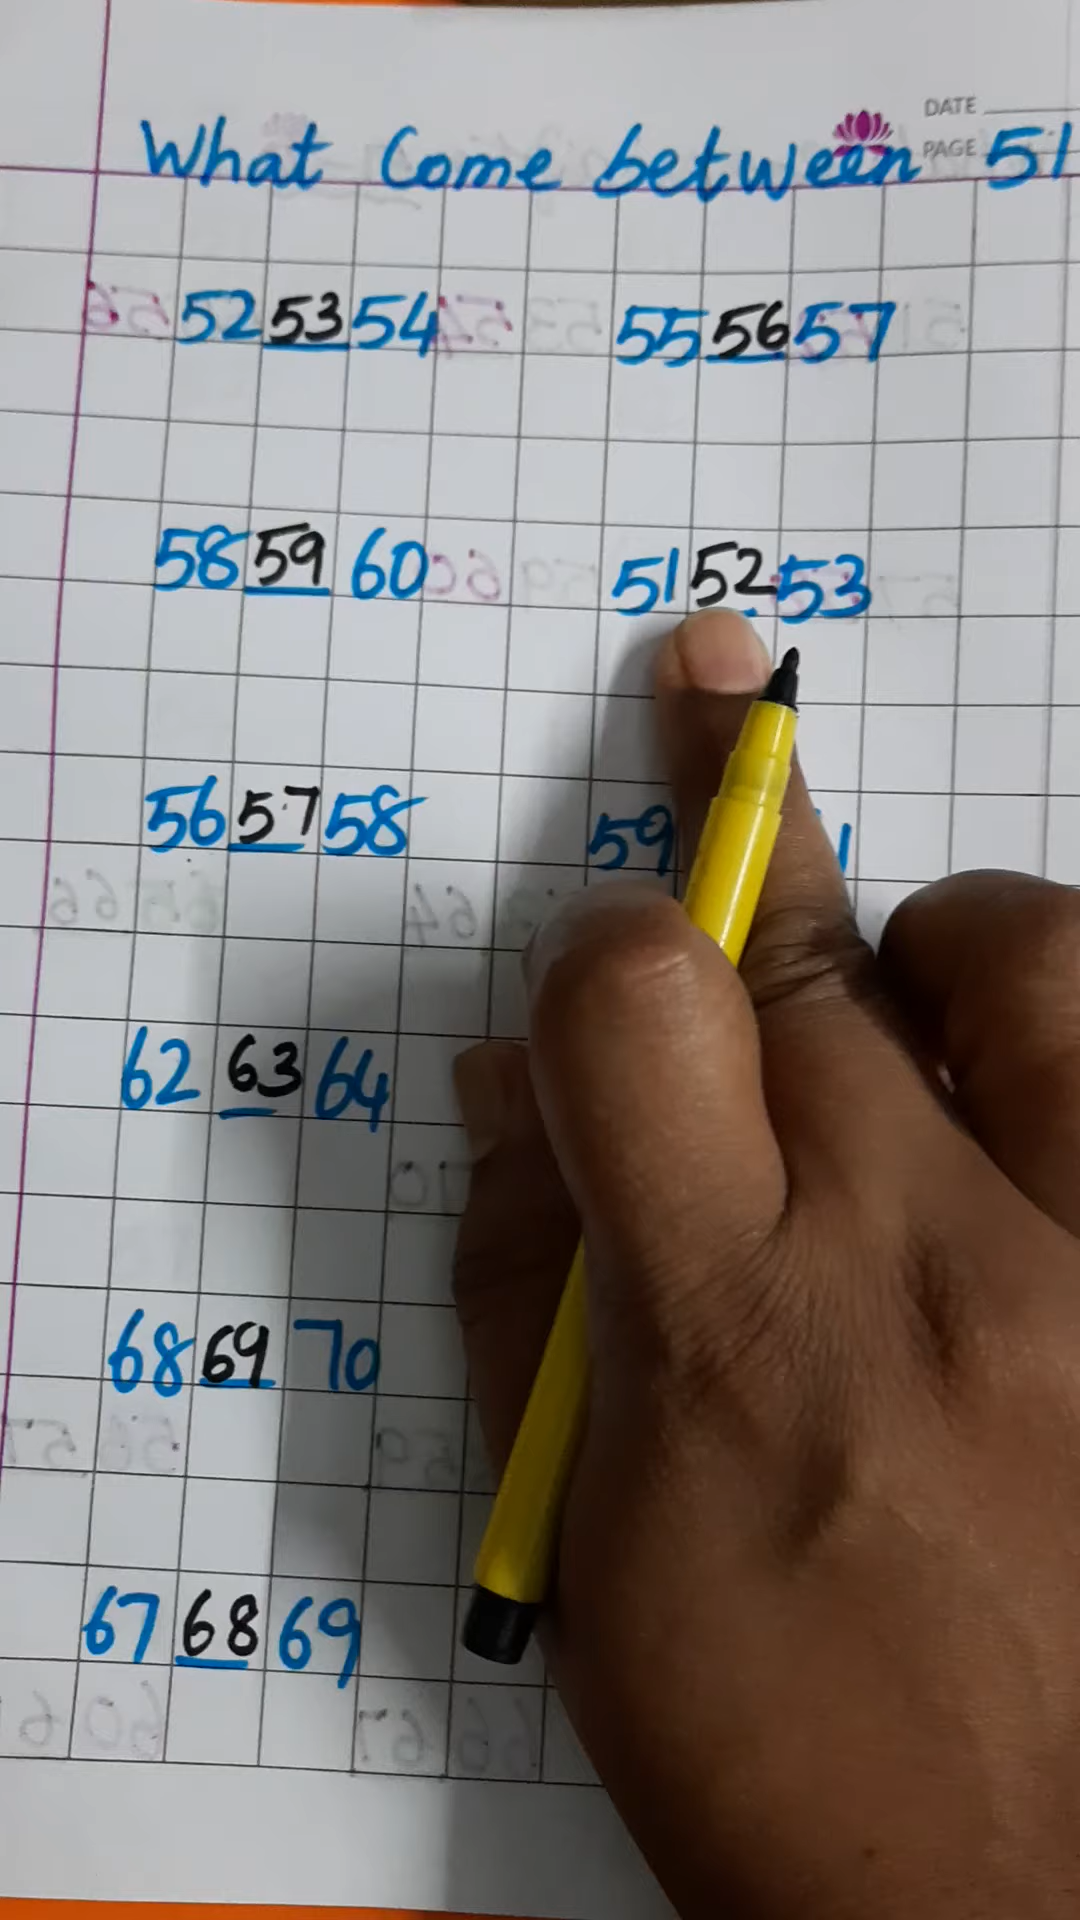 DATE
What Come between PAGE 51
52 53 54 55 56 57
58 59 60 51 52 53
56 57 58 59
62 63 64
68 69 70
67 68 69